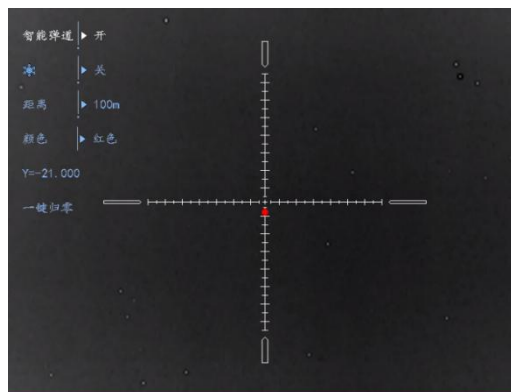 智能弹道 ▶ 开
▶ 关
距离 ▶ 100m
颜色 ▶ 红色
Y=-21.000
一键归零